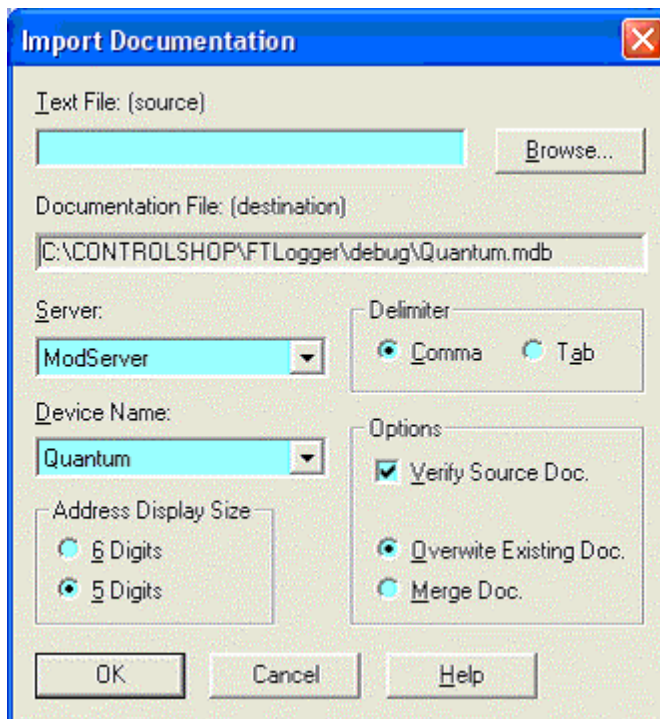 Import Documentation
Text File: (source)
Browse...
Documentation File: (destination)
C:\CONTROLSHOP\FTLogger\debug\Quantum.mdb
Server:
ModServer
Delimiter
Comma
Tab
Device Name:
Quantum
Options
Verify Source Doc.
Overwite Existing Doc.
Merge Doc.
Address Display Size
6 Digits
5 Digits
OK
Cancel
Help